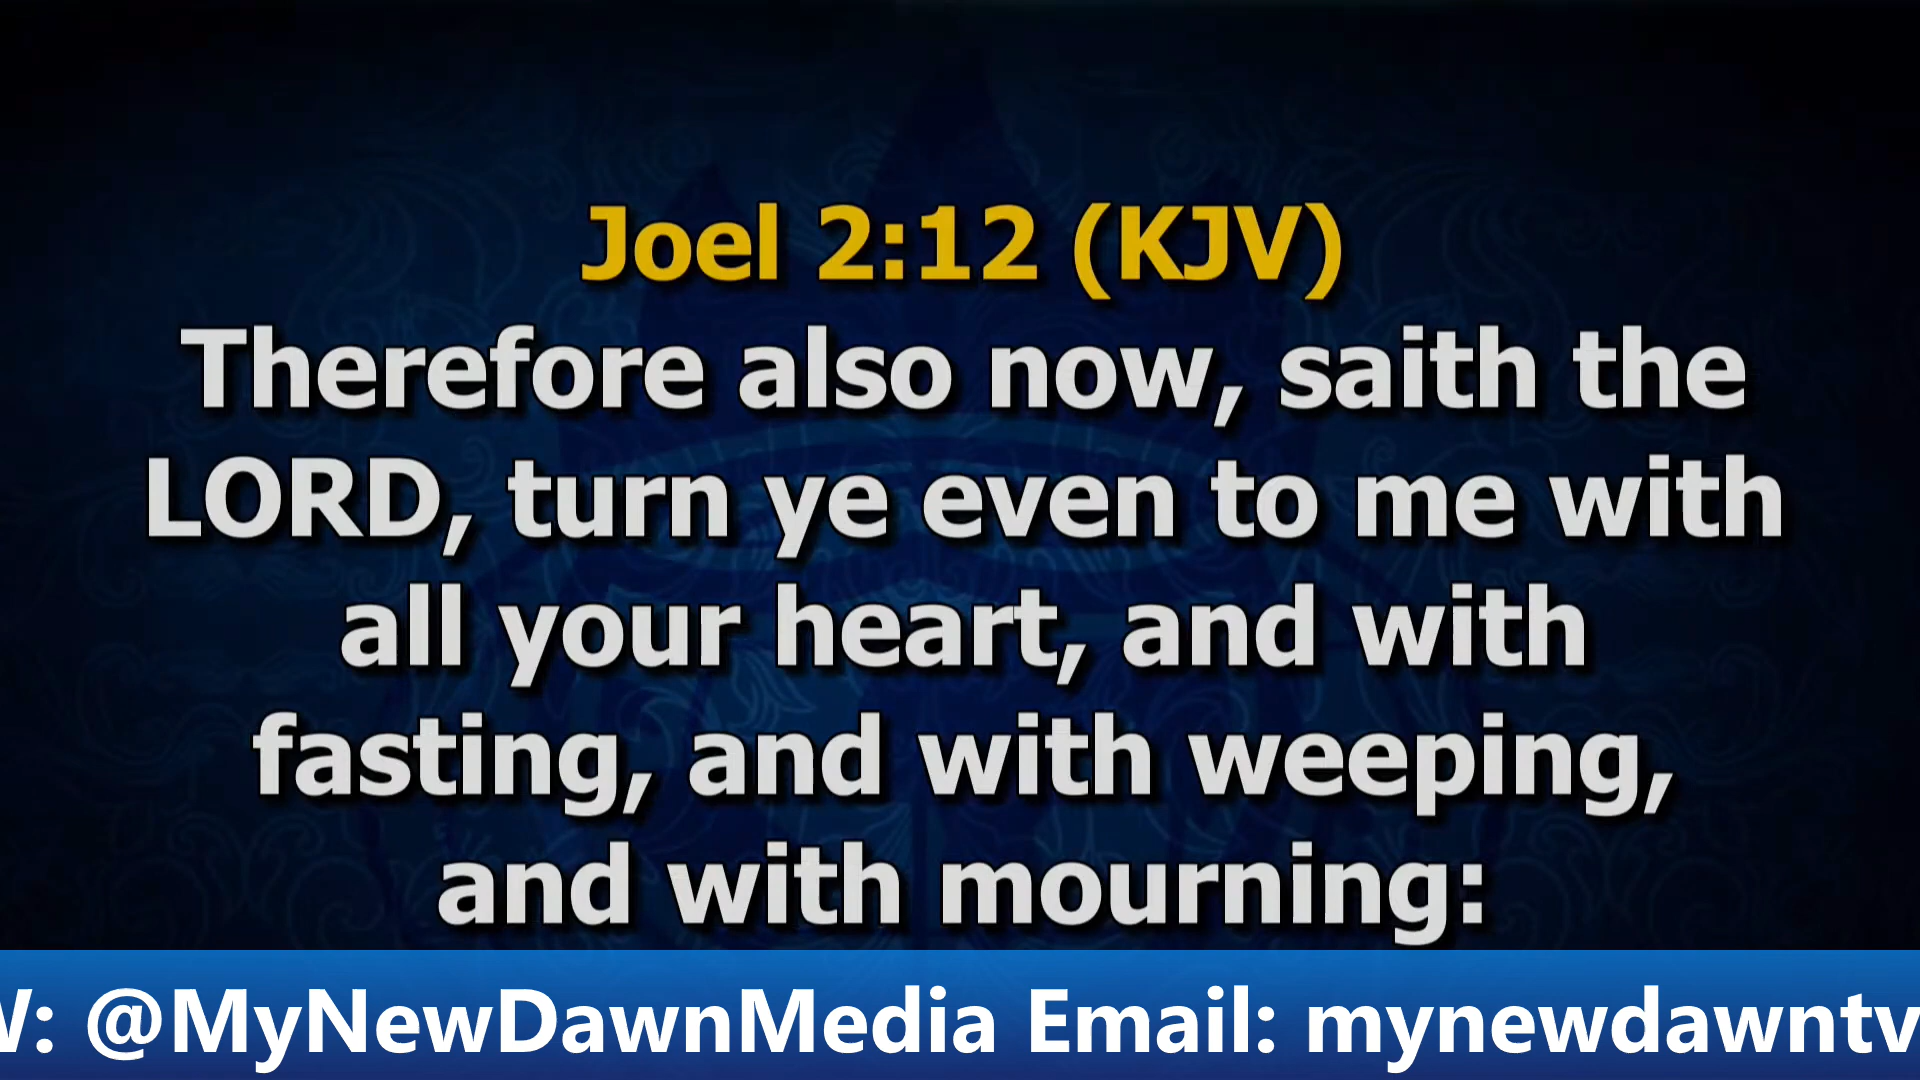 Joel 2:12 (KJV)
Therefore also now, saith the
LORD, turn ye even to me with
all your heart, and with
fasting, and with weeping,
and with mourning:
: @MyNewDawnMedia Email: mynewdawntv